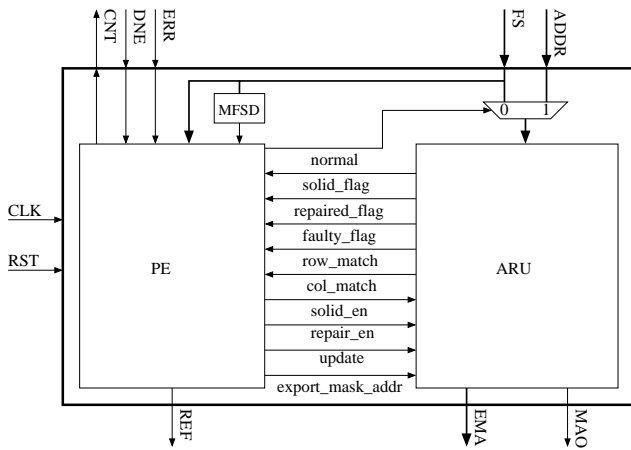 CNT
DNE
ERR
FS
ADDR
MFSD
0 1
normal
solid_flag
repaired_flag
faulty_flag
row_match
col_match
solid_en
repair_en
update
export_mask_addr
CLK
RST
PE
ARU
REF
EMA
MAO